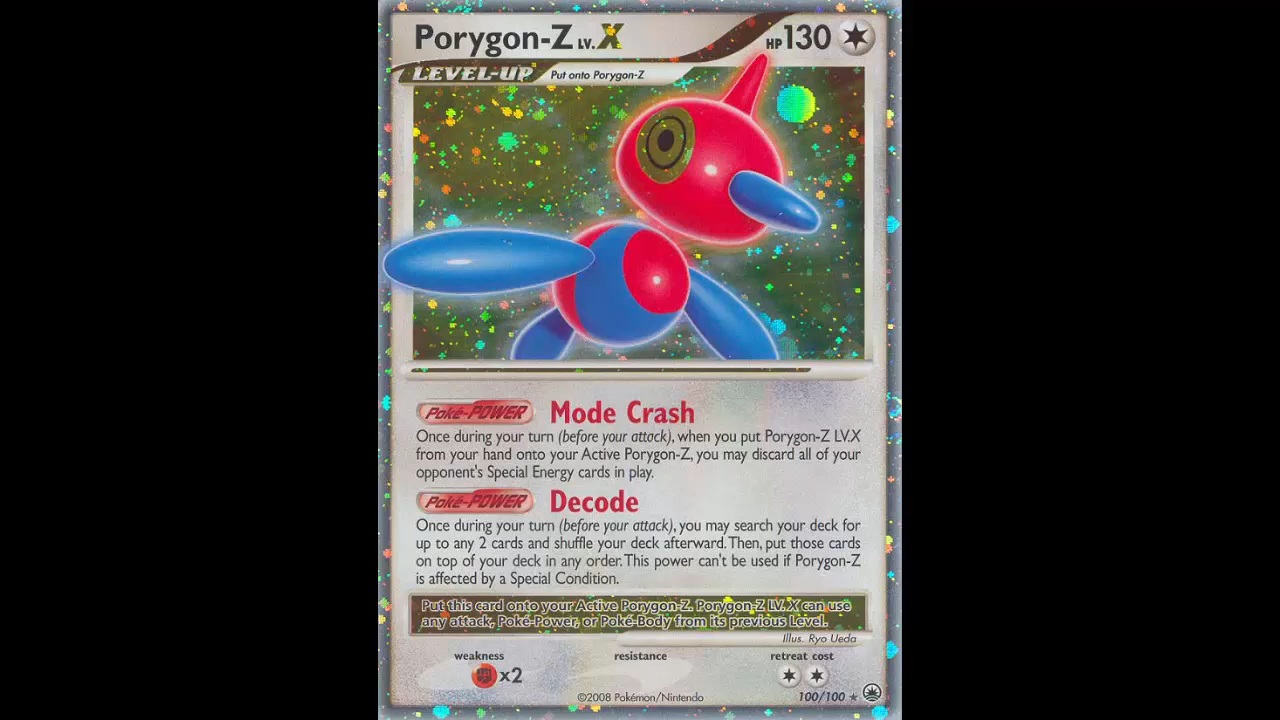 Porygon-Z LV.X HP 130
LEVEL-UP Put onto Porygon-Z
Poké-POWER Mode Crash
Once during your turn (before your attack), when you put Porygon-Z LV.X
from your hand onto your Active Porygon-Z, you may discard all of your
opponent's Special Energy cards in play.
Poké-POWER Decode
Once during your turn (before your attack), you may search your deck for
up to any 2 cards and shuffle your deck afterward. Then, put those cards
on top of your deck in any order. This power can't be used if Porygon-Z
is affected by a Special Condition.
Put this card onto your Active Porygon-Z. Porygon-Z LV. X can use
any attack, Poké-Power, or Poké-Body from its previous Level.
Illus. Ryo Ueda
weakness resistance retreat cost
x2
©2008 Pokémon/Nintendo 100/100